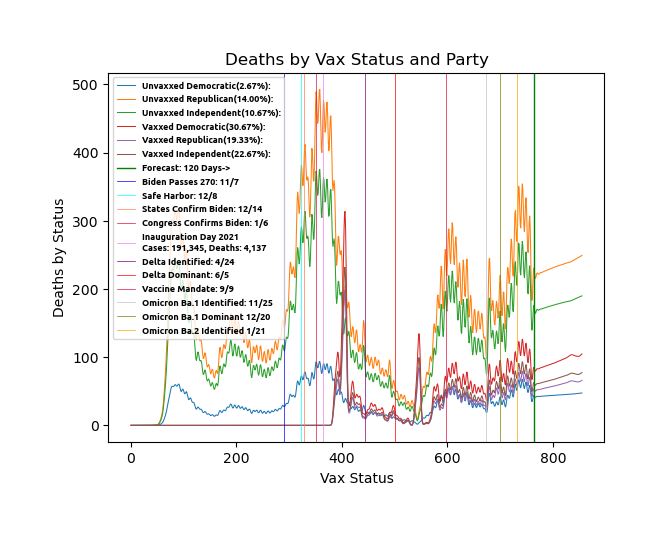 Deaths by Vax Status and Party
Deaths by Status
500
400
300
200
100
0
Unvaxxed Democratic(2.67%):
Unvaxxed Republican(14.00%):
Unvaxxed Independent(10.67%):
Vaxxed Democratic(30.67%):
Vaxxed Republican(19.33%):
Vaxxed Independent(22.67%):
Forecast: 120 Days->
Biden Passes 270: 11/7
Safe Harbor: 12/8
States Confirm Biden: 12/14
Congress Confirms Biden: 1/6
Inauguration Day 2021
Cases: 191,345, Deaths: 4,137
Delta Identified: 4/24
Delta Dominant: 6/5
Vaccine Mandate: 9/9
Omicron Ba.1 Identified: 11/25
Omicron Ba.1 Dominant 12/20
Omicron Ba.2 Identified 1/21
0 200 400 600 800
Vax Status